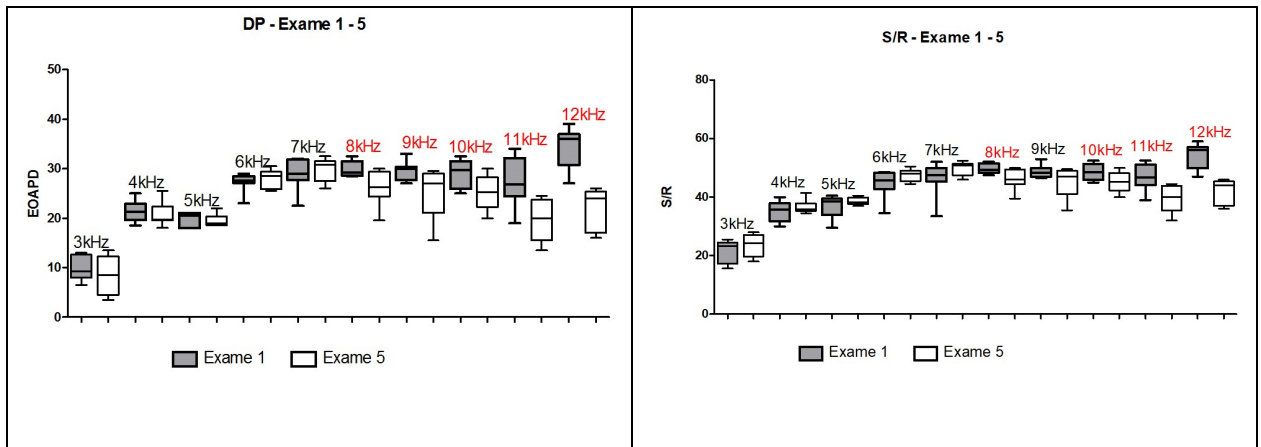 DP - Exame 1 - 5
EOAPD
50
40
30
20
10
0
3kHz
4kHz
5kHz
6kHz
7kHz
8kHz
9kHz
10kHz
11kHz
12kHz
Exame 1
Exame 5
S/R - Exame 1 - 5
S/R
80
60
40
20
0
3kHz
4kHz
5kHz
6kHz
7kHz
8kHz
9kHz
10kHz
11kHz
12kHz
Exame 1
Exame 5